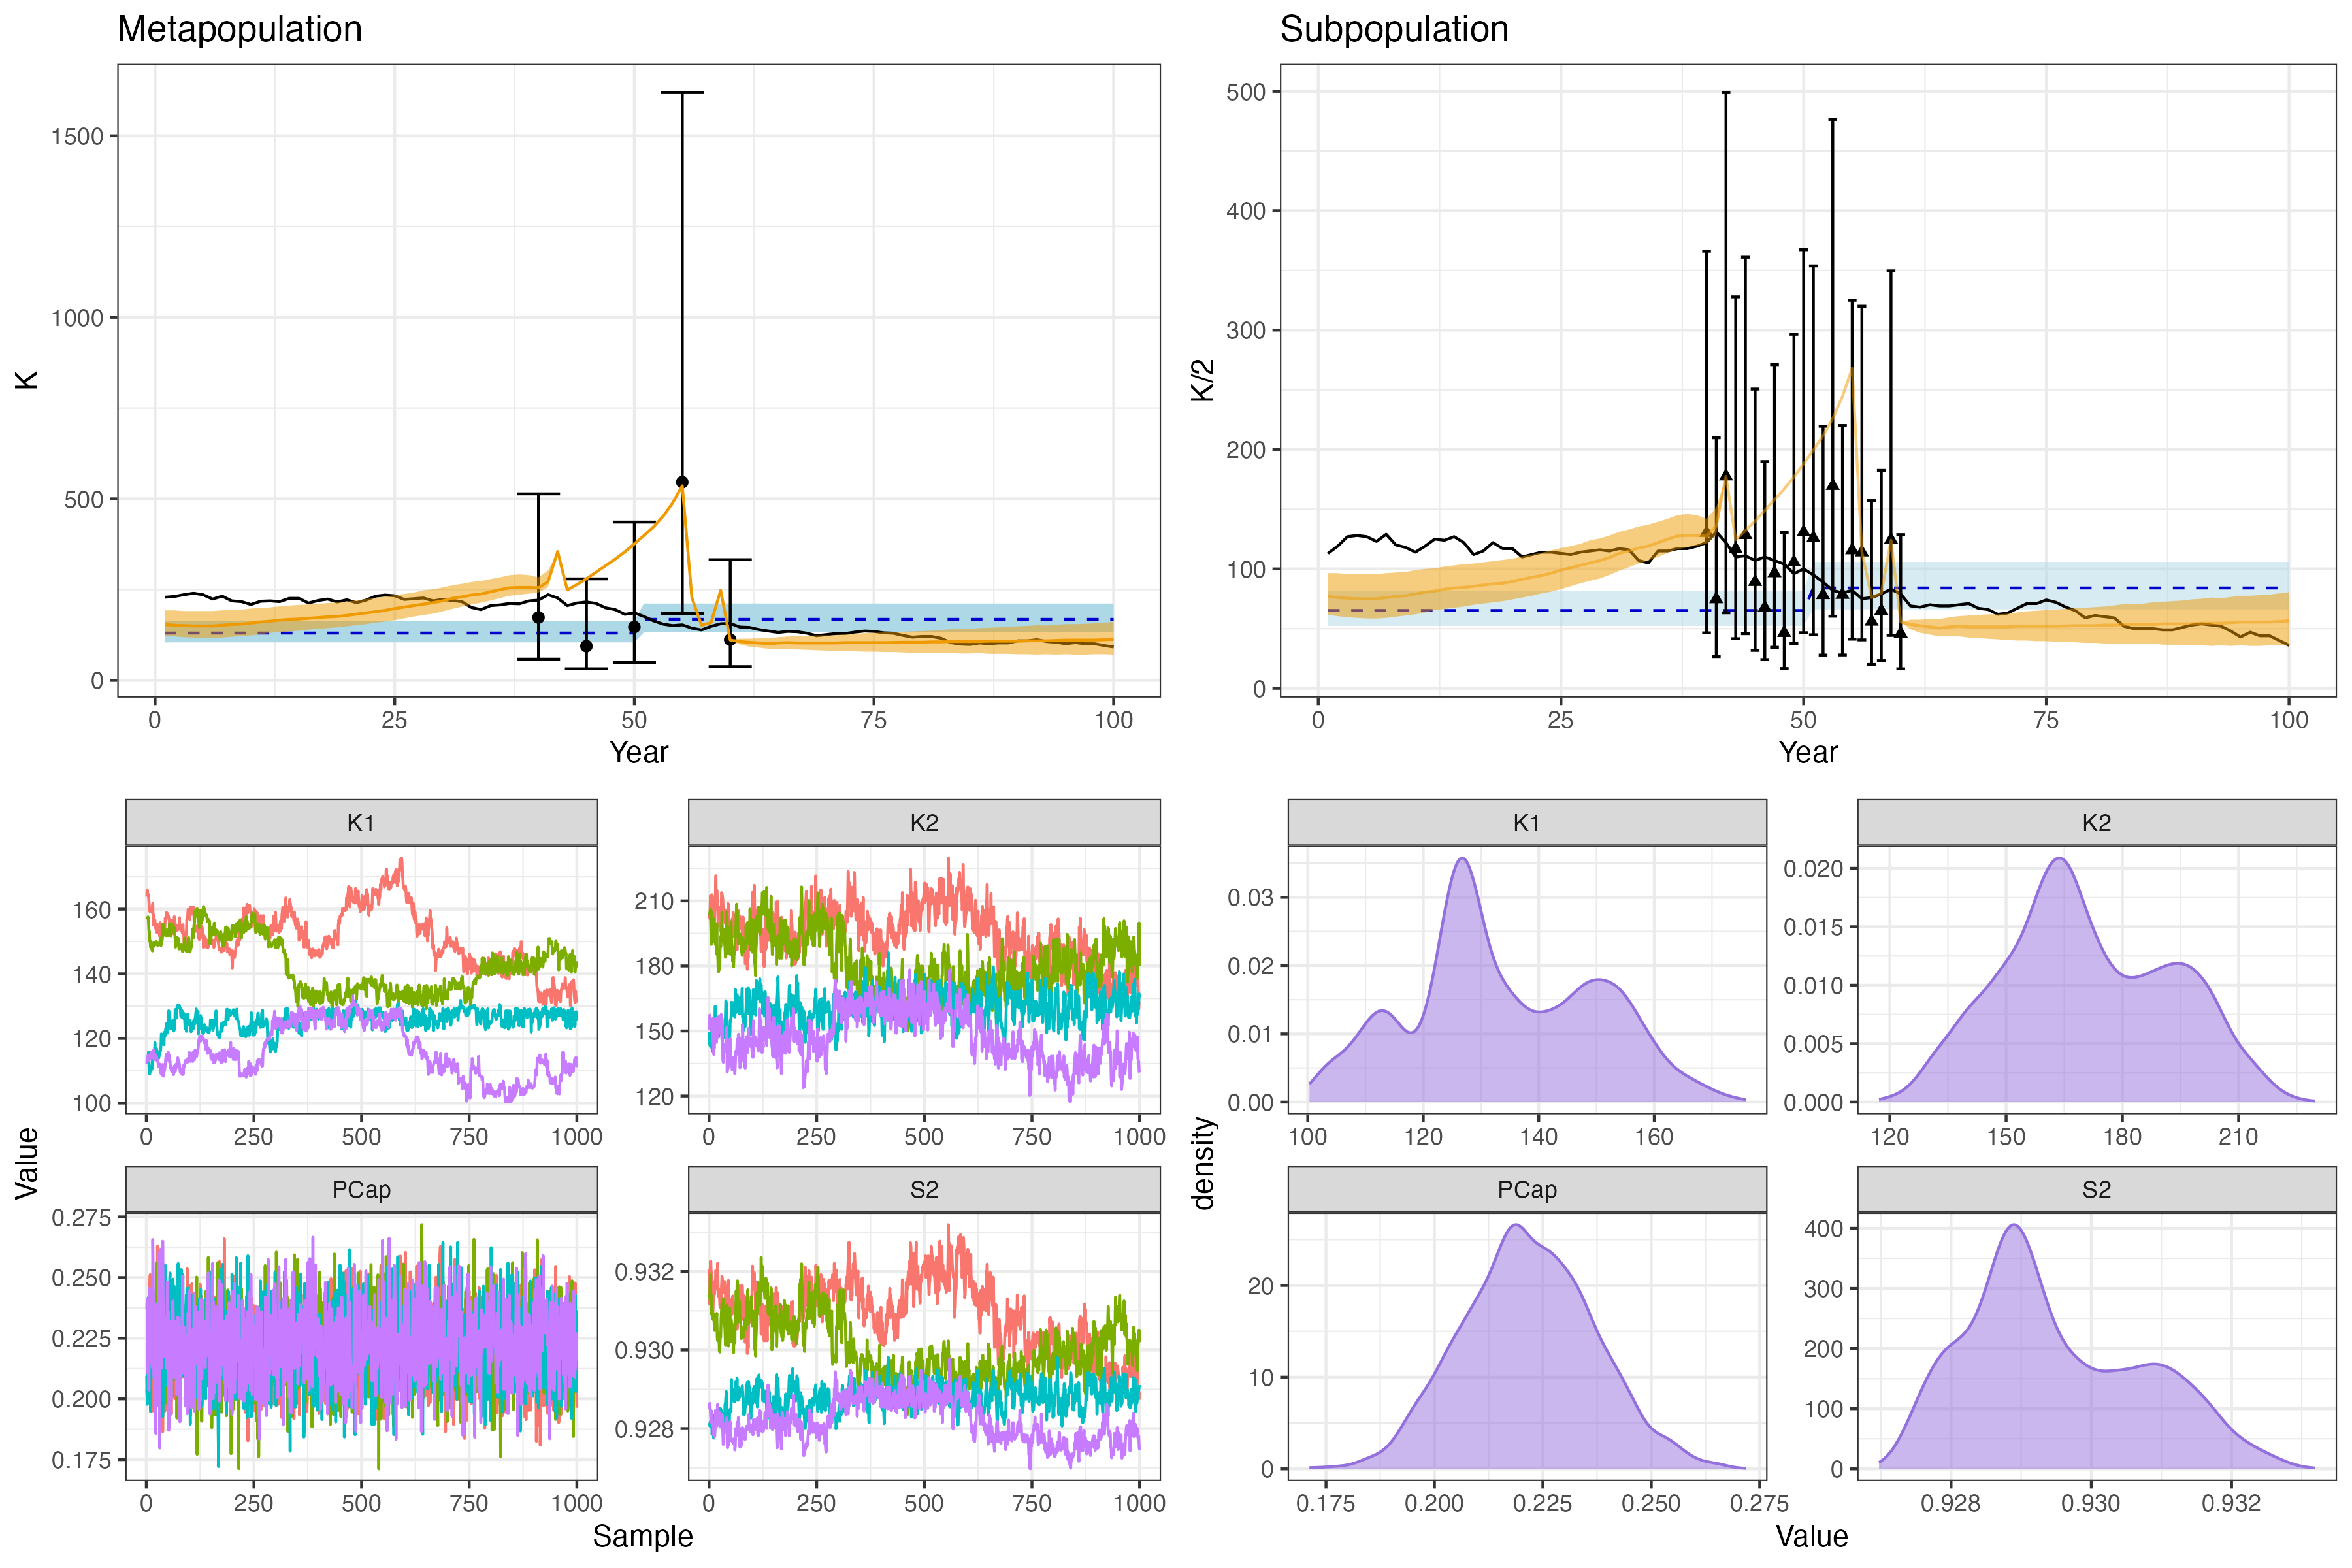 Metapopulation
K
1500
1000
500
0
0 25 50 75 100
Year
Subpopulation
K/2
500
400
300
200
100
0
0 25 50 75 100
Year
Value
K1
160
140
120
100
0 250 500 750 1000
K2
210
180
150
120
0 250 500 750 1000
PCap
0.275
0.250
0.225
0.200
0.175
0 250 500 750 1000
S2
0.932
0.930
0.928
0 250 500 750 1000
Sample
density
K1
0.03
0.02
0.01
0.00
100 120 140 160
K2
0.020
0.015
0.010
0.005
0.000
120 150 180 210
PCap
20
10
0
0.175 0.200 0.225 0.250 0.275
S2
400
300
200
100
0
0.928 0.930 0.932
Value